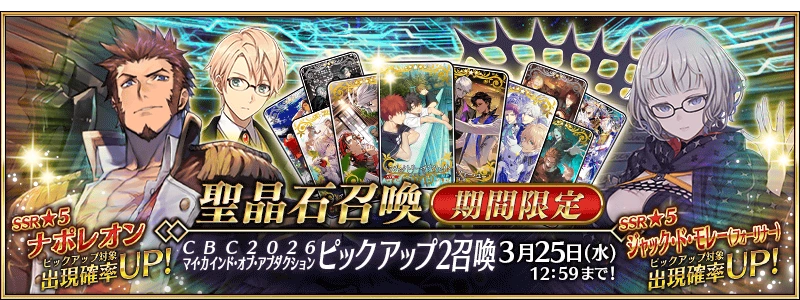 聖晶石召喚 期間限定
SSR★5
ナポレオン
ピックアップ対象
出現確率UP!
CBC2026
マイ・カインド・オブ・アブダクション
ピックアップ2召喚
3月25日(水)
12:59まで!
SSR★5
ジャック・ド・モレー(フォーリナー)
ピックアップ対象
出現確率UP!